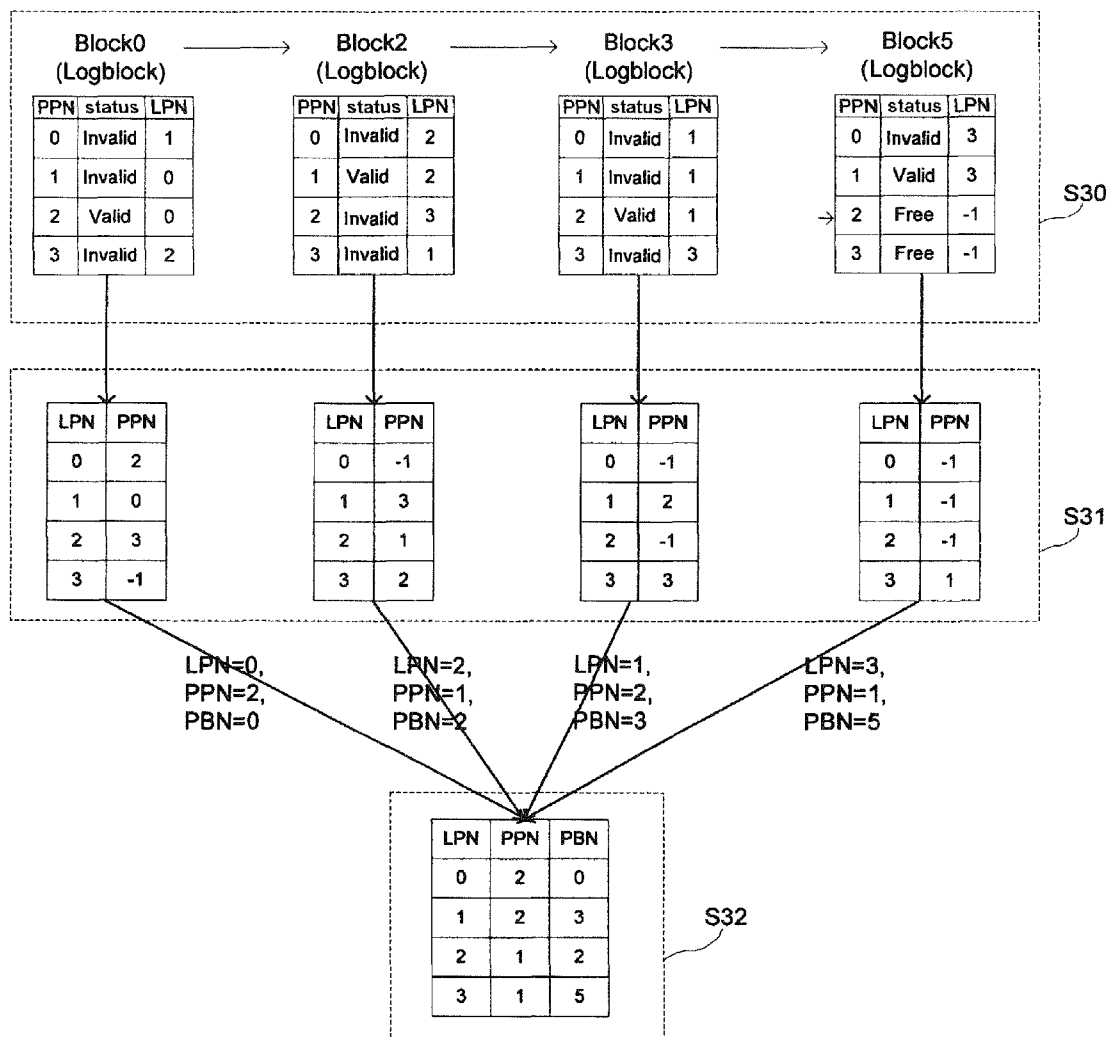 Block0 Block2 Block3 Block5
(Logblock) (Logblock) (Logblock) (Logblock)
PPN status LPN PPN status LPN PPN status LPN PPN status LPN
0 Invalid 1 0 Invalid 2 0 Invalid 1 0 Invalid 3
1 Invalid 0 1 Valid 2 1 Invalid 1 1 Valid 3
2 Valid 0 2 Invalid 3 2 Valid 1 2 Free -1
3 Invalid 2 3 Invalid 1 3 Invalid 3 3 Free -1
S30
LPN PPN LPN PPN LPN PPN LPN PPN
0 2 0 -1 0 -1 0 -1
1 0 1 3 1 2 1 -1
2 3 2 1 2 -1 2 -1
3 -1 3 2 3 3 3 1
S31
LPN=0, LPN=2, LPN=1, LPN=3,
PPN=2, PPN=1, PPN=2, PPN=1,
PBN=0 PBN=2 PBN=3 PBN=5
LPN PPN PBN
0 2 0
1 2 3
2 1 2
3 1 5
S32